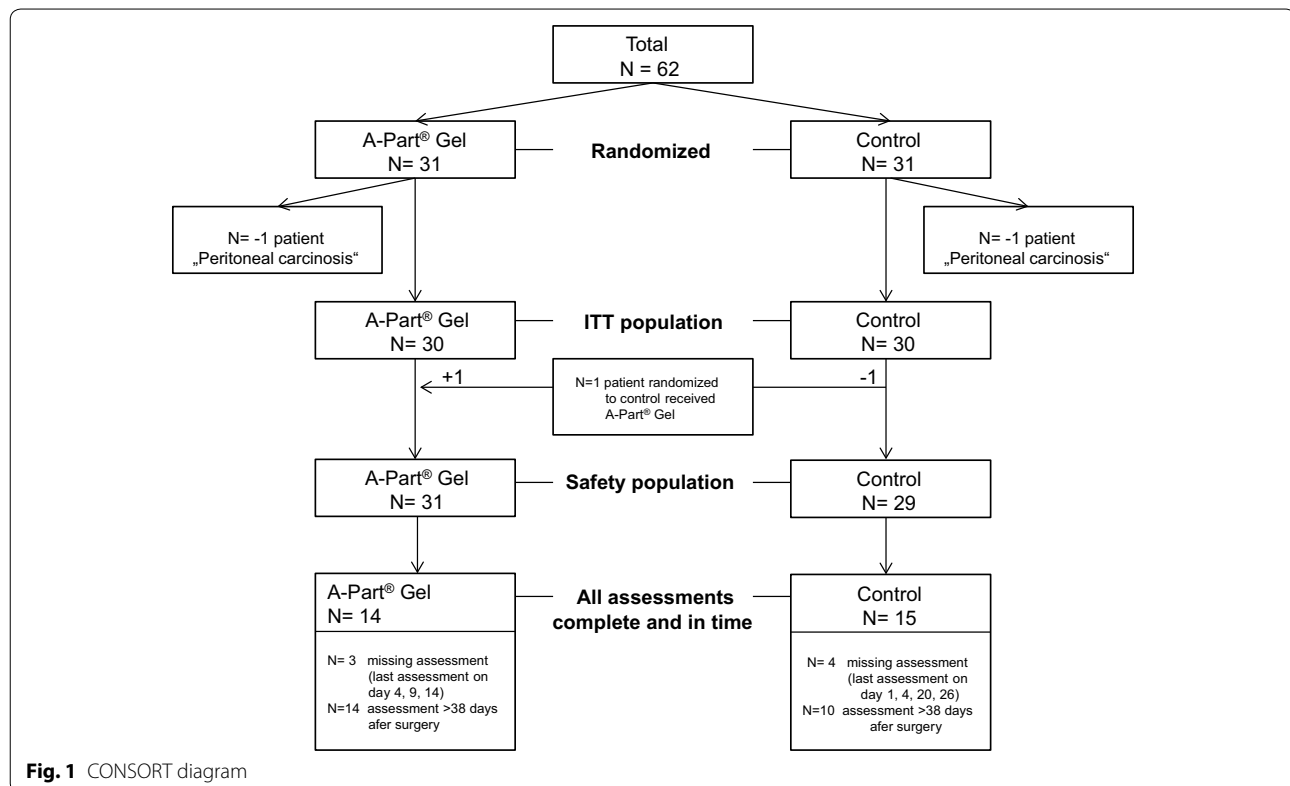 Total
N = 62
A-Part® Gel
N= 31
Randomized
Control
N= 31
N= -1 patient
„Peritoneal carcinosis“
N= -1 patient
„Peritoneal carcinosis“
A-Part® Gel
N= 30
ITT population
Control
N= 30
+1
N=1 patient randomized
to control received
A-Part® Gel
-1
A-Part® Gel
N= 31
Safety population
Control
N= 29
A-Part® Gel
N= 14
All assessments
complete and in time
Control
N= 15
N= 3 missing assessment
(last assessment on
day 4, 9, 14)
N=14 assessment >38 days
afer surgery
N= 4 missing assessment
(last assessment on
day 1, 4, 20, 26)
N=10 assessment >38 days
afer surgery
Fig. 1 CONSORT diagram